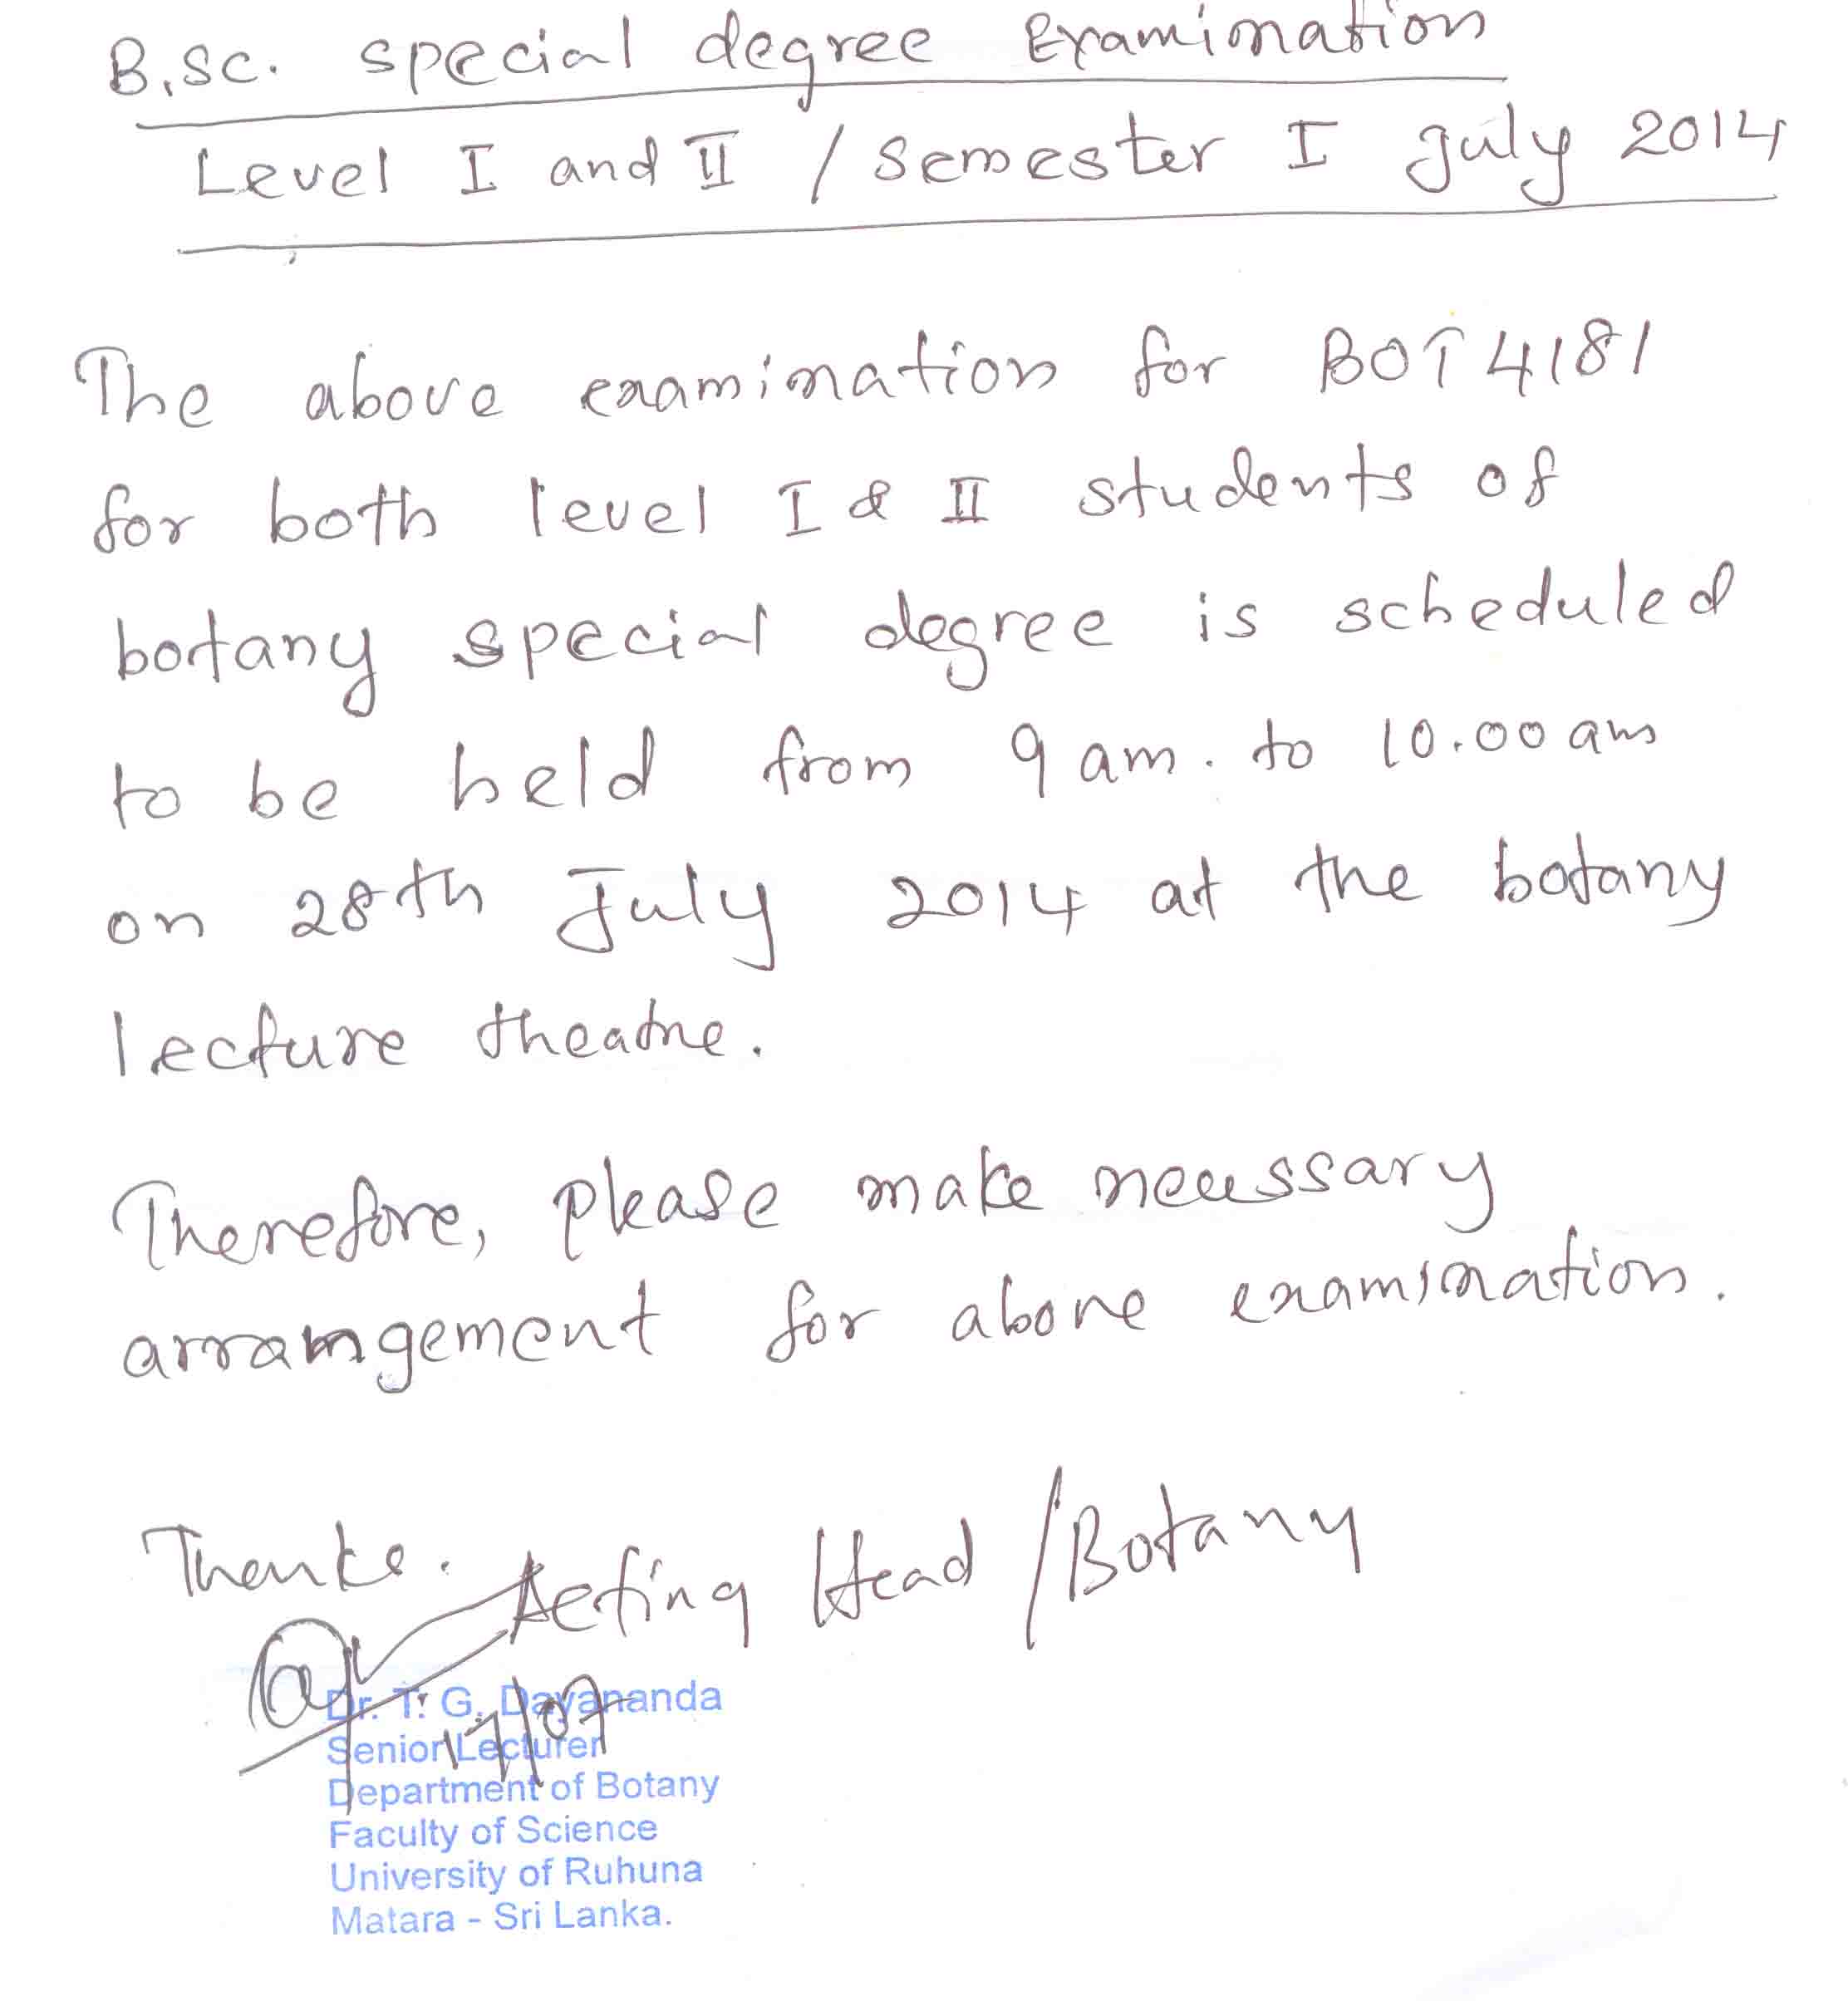 B.Sc. special degree Examination
Level I and II / Semester I July 2014
The above examination for BOT 4181
for both level I & II students of
botany special degree is scheduled
to be held from 9 am. to 10.00 am
on 28th July 2014 at the botany
lecture theatre.
Therefore, please make necessary
arrangement for above examination.
Thanks.
Acting Head / Botany
17/07
Dr. T. G. Dayananda
Senior Lecturer
Department of Botany
Faculty of Science
University of Ruhuna
Matara - Sri Lanka.